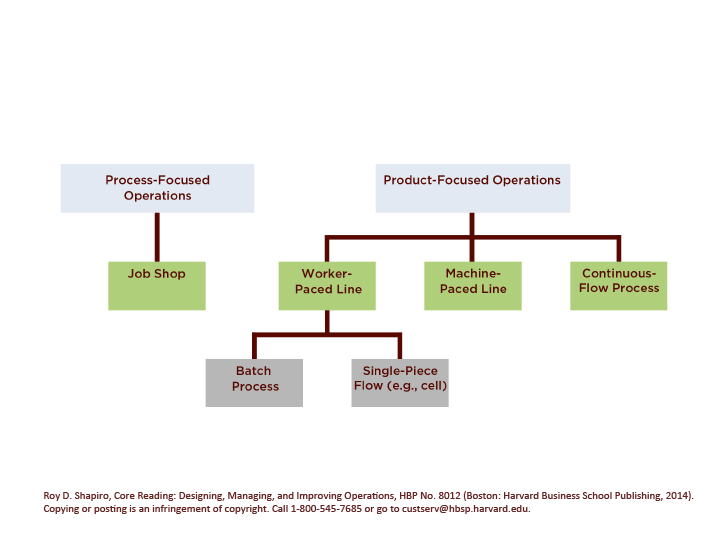 Process-Focused
Operations
Product-Focused Operations
Job Shop
Worker-
Paced Line
Machine-
Paced Line
Continuous-
Flow Process
Batch
Process
Single-Piece
Flow (e.g., cell)
Roy D. Shapiro, Core Reading: Designing, Managing, and Improving Operations, HBP No. 8012 (Boston: Harvard Business School Publishing, 2014).
Copying or posting is an infringement of copyright. Call 1-800-545-7685 or go to custserv@hbsp.harvard.edu.